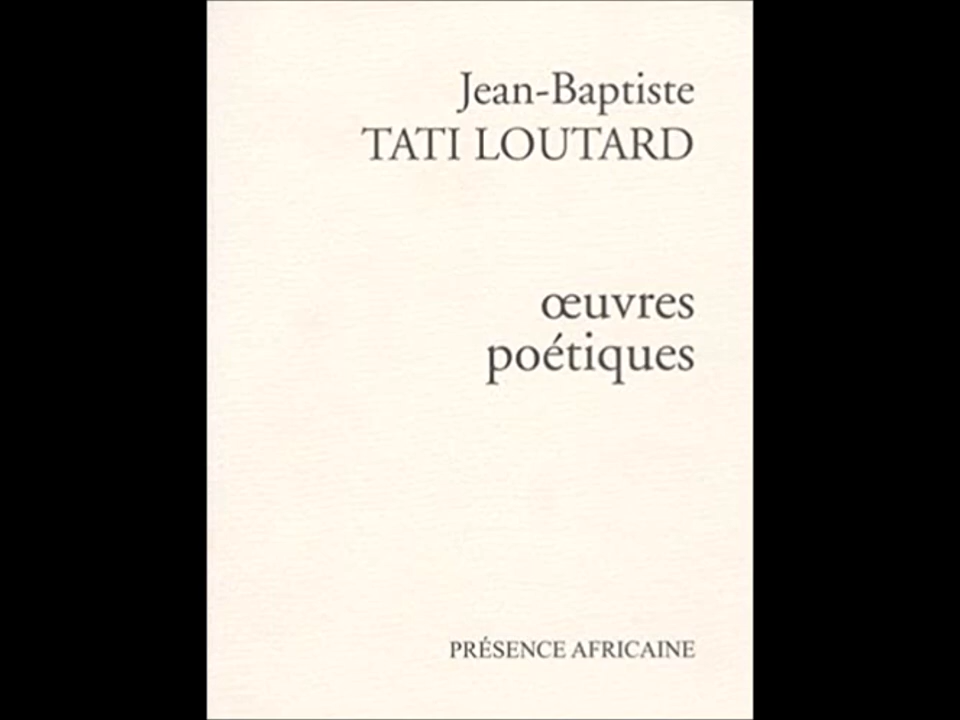 Jean-Baptiste
TATI LOUTARD
œuvres
poétiques
PRÉSENCE AFRICAINE